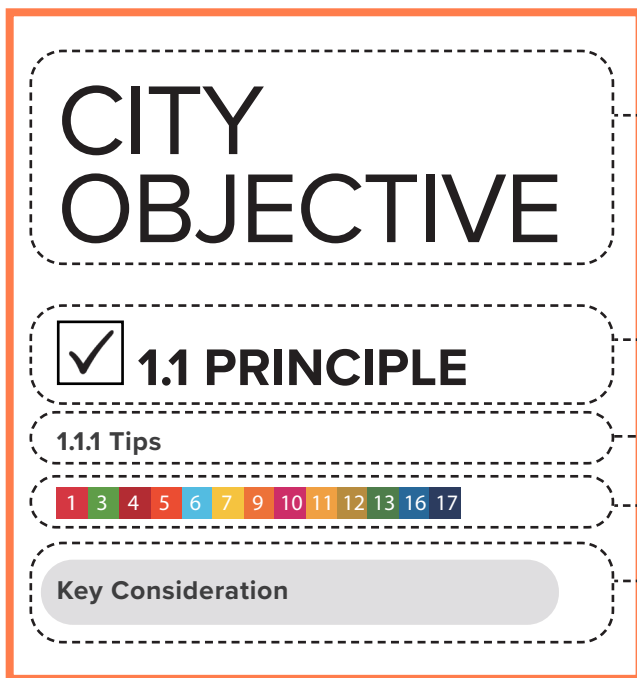 CITY
OBJECTIVE
1.1 PRINCIPLE
1.1.1 Tips
1 3 4 5 6 7 9 10 11 12 13 16 17
Key Consideration